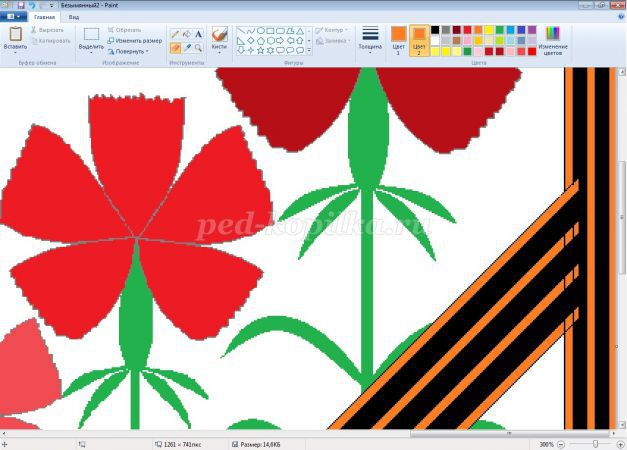 Безымянный2 - Paint
Главная
Вид
Вставить
Вырезать
Копировать
Буфер обмена
Выделить
Обрезать
Изменить размер
Повернуть
Изображение
Инструменты
Кисти
Контур
Заливка
Фигуры
Толщина
Цвет 1
Цвет 2
Изменение цветов
Цвета
ped-kopilka.ru
1261 × 741пкс
Размер: 14,6КБ
300%